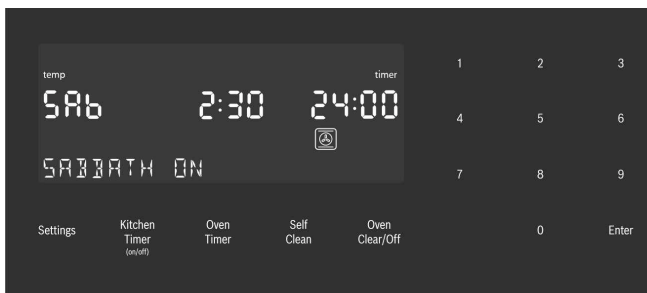 temp timer
SAb 2:30 24:00
SABBATH ON
Settings
Kitchen
Timer
(on/off)
Oven
Timer
Self
Clean
Oven
Clear/Off
1 2 3
4 5 6
7 8 9
0 Enter